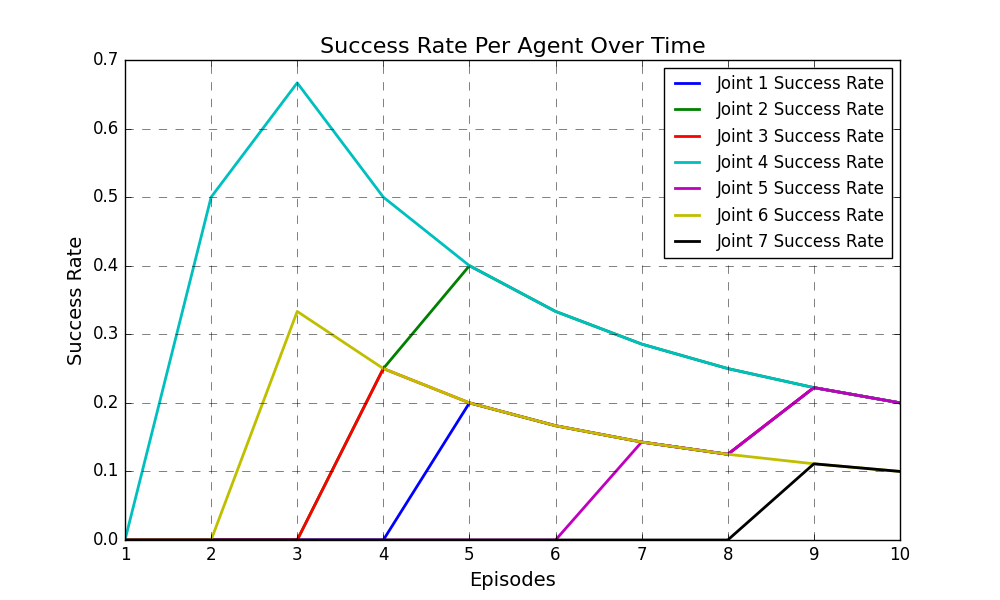 Success Rate Per Agent Over Time
0.7
0.6
0.5
0.4
0.3
0.2
0.1
0.0
Success Rate
Joint 1 Success Rate
Joint 2 Success Rate
Joint 3 Success Rate
Joint 4 Success Rate
Joint 5 Success Rate
Joint 6 Success Rate
Joint 7 Success Rate
1 2 3 4 5 6 7 8 9 10
Episodes